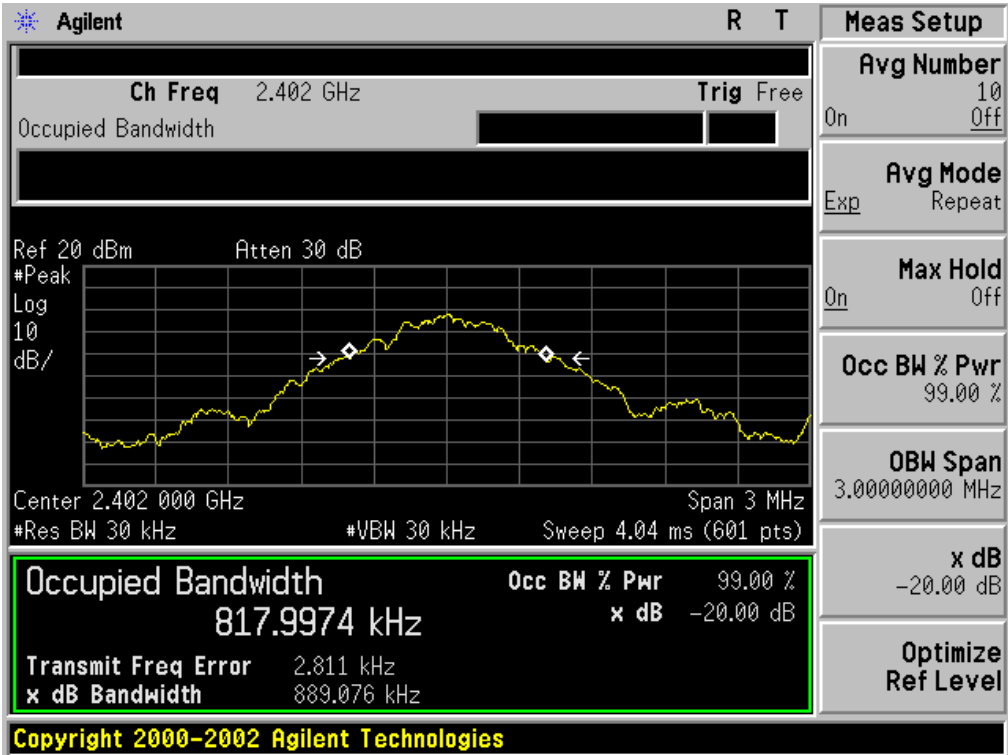 Agilent R T Meas Setup
Ch Freq 2.402 GHz Trig Free
Occupied Bandwidth
Avg Number
10
On Off
Avg Mode
Exp Repeat
Max Hold
On Off
Occ BW % Pwr
99.00 %
OBW Span
3.00000000 MHz
x dB
-20.00 dB
Optimize
Ref Level
Ref 20 dBm Atten 30 dB
#Peak
Log
10
dB/
Center 2.402 000 GHz Span 3 MHz
#Res BW 30 kHz #VBW 30 kHz Sweep 4.04 ms (601 pts)
Occupied Bandwidth Occ BW % Pwr 99.00 %
817.9974 kHz x dB -20.00 dB
Transmit Freq Error 2.811 kHz
x dB Bandwidth 889.076 kHz
Copyright 2000-2002 Agilent Technologies